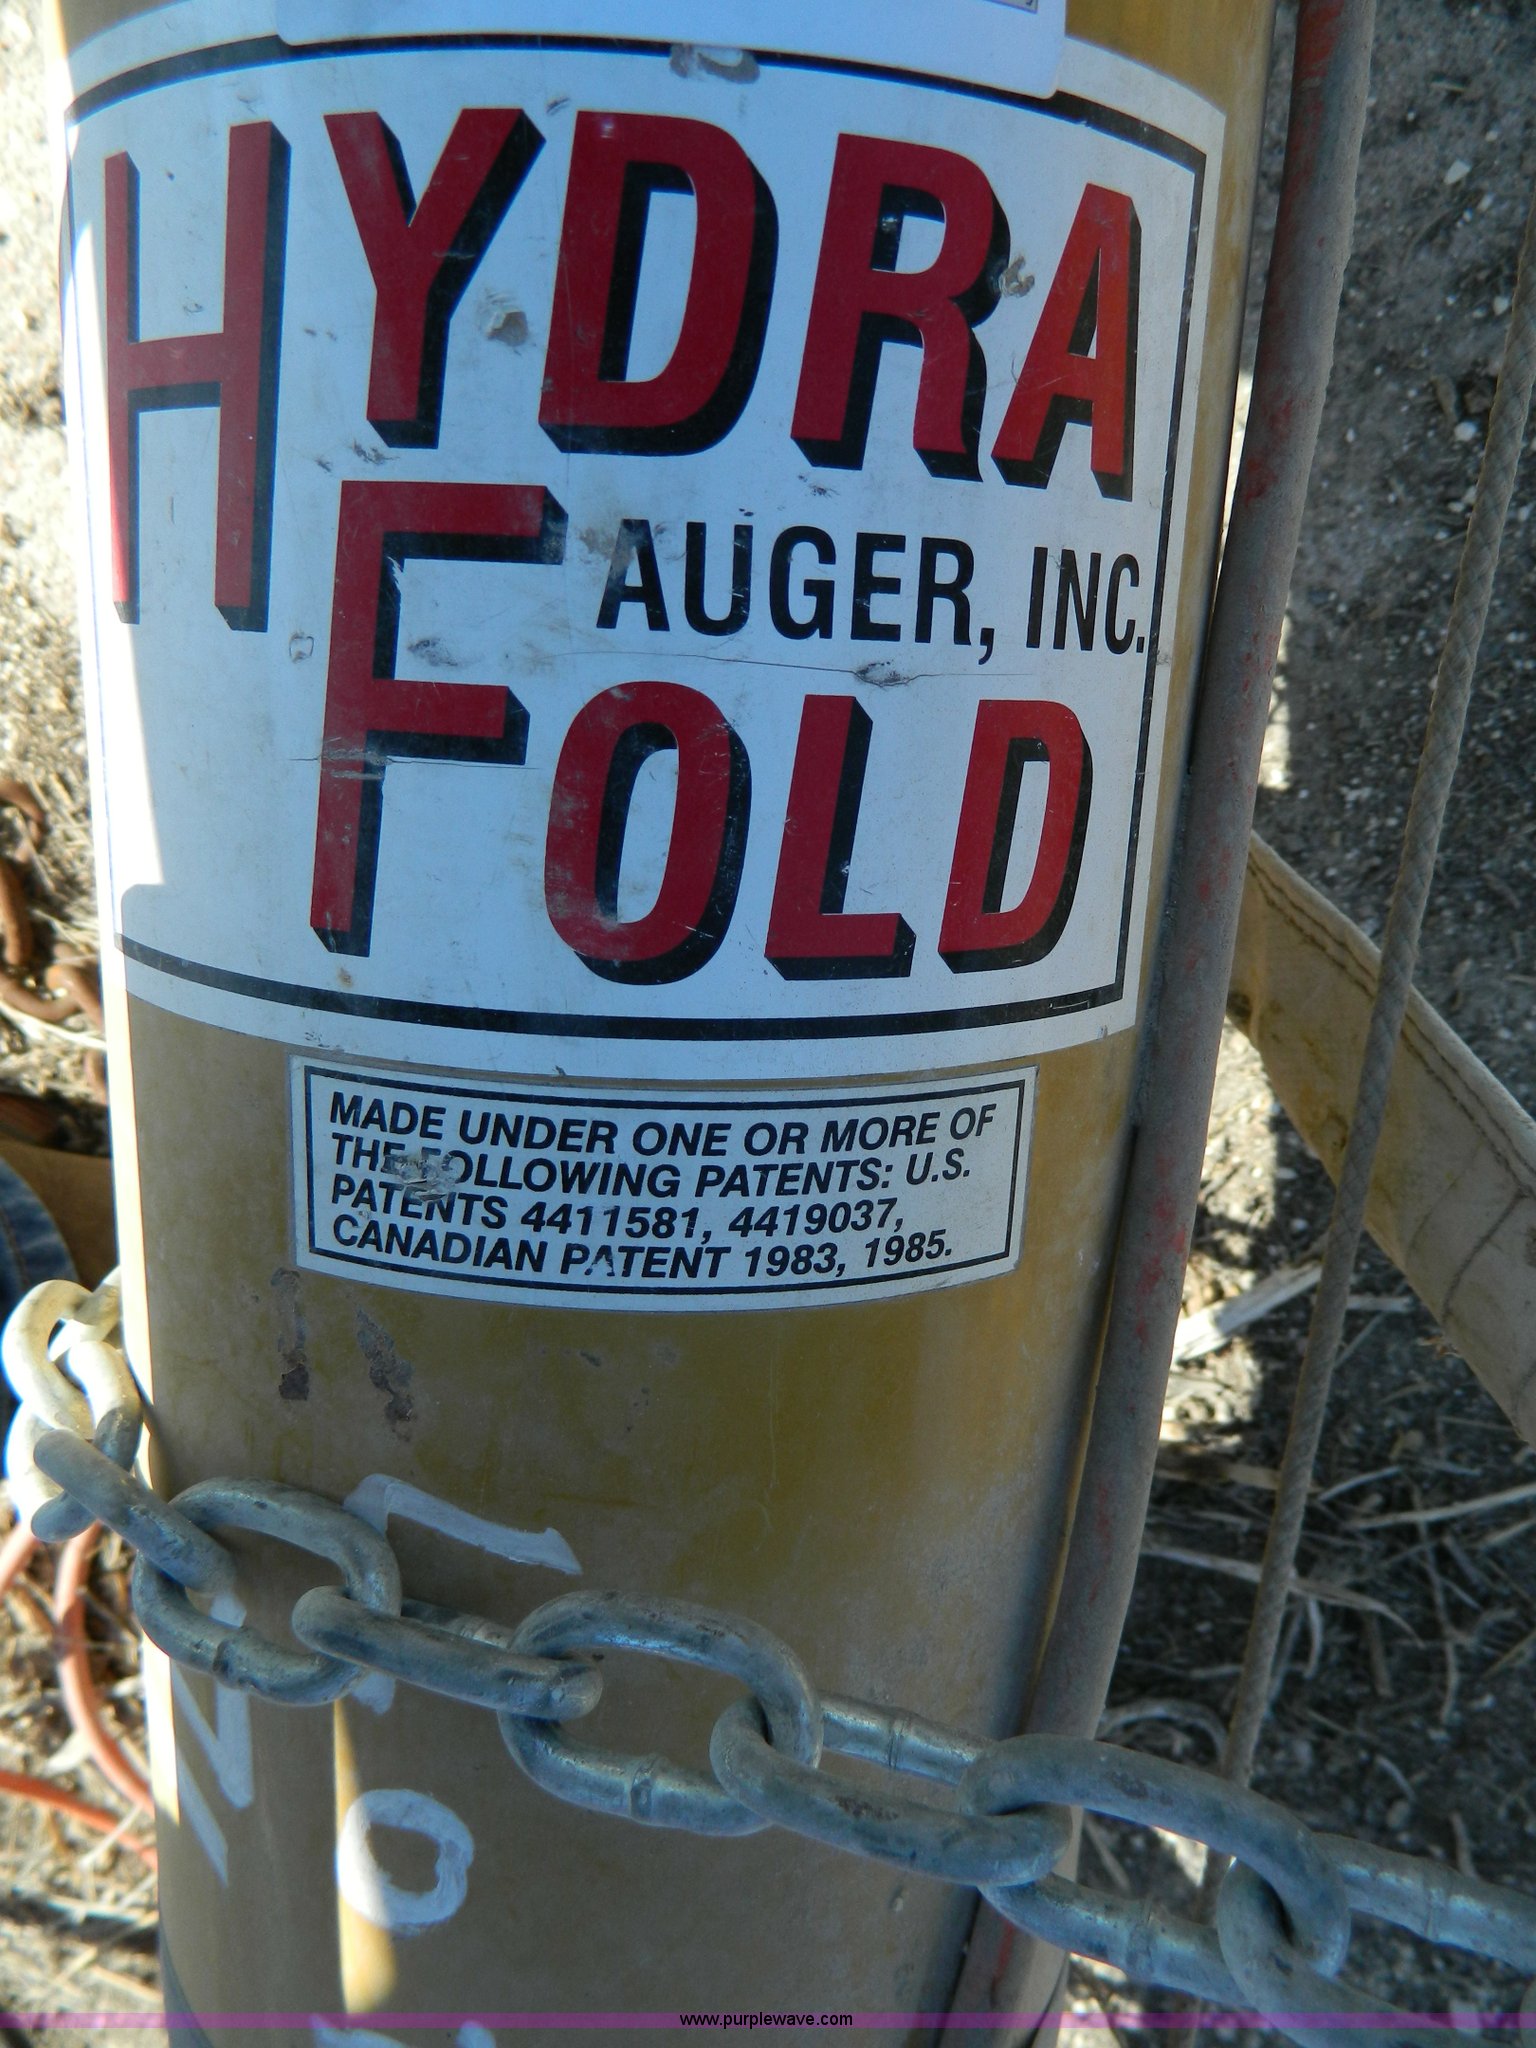 HYDRA
AUGER, INC.
FOLD
MADE UNDER ONE OR MORE OF
THE FOLLOWING PATENTS: U.S.
PATENTS 4411581, 4419037,
CANADIAN PATENT 1983, 1985.
www.purplewave.com